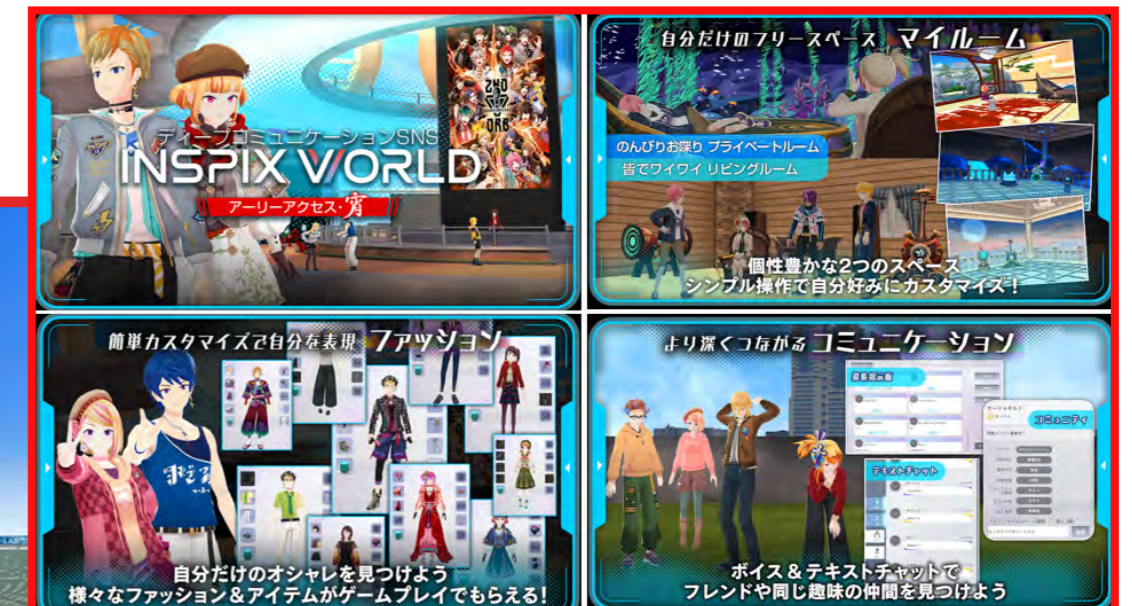 240
ORB
ディープコミュニケーションSNS
INSPIX WORLD
アーリーアクセス・宵
自分だけのフリースペース マイルーム
のんびりお喋り プライベートルーム
皆でワイワイ リビングルーム
個性豊かな2つのスペース
シンプル操作で自分好みにカスタマイズ！
簡単カスタマイズで自分を表現 ファッション
自分だけのオシャレを見つけよう
様々なファッション＆アイテムがゲームプレイでもらえる！
より深くつながる コミュニケーション
募集掲示板
コミュニティ
テキストチャット
ボイス＆テキストチャットで
フレンドや同じ趣味の仲間を見つけよう